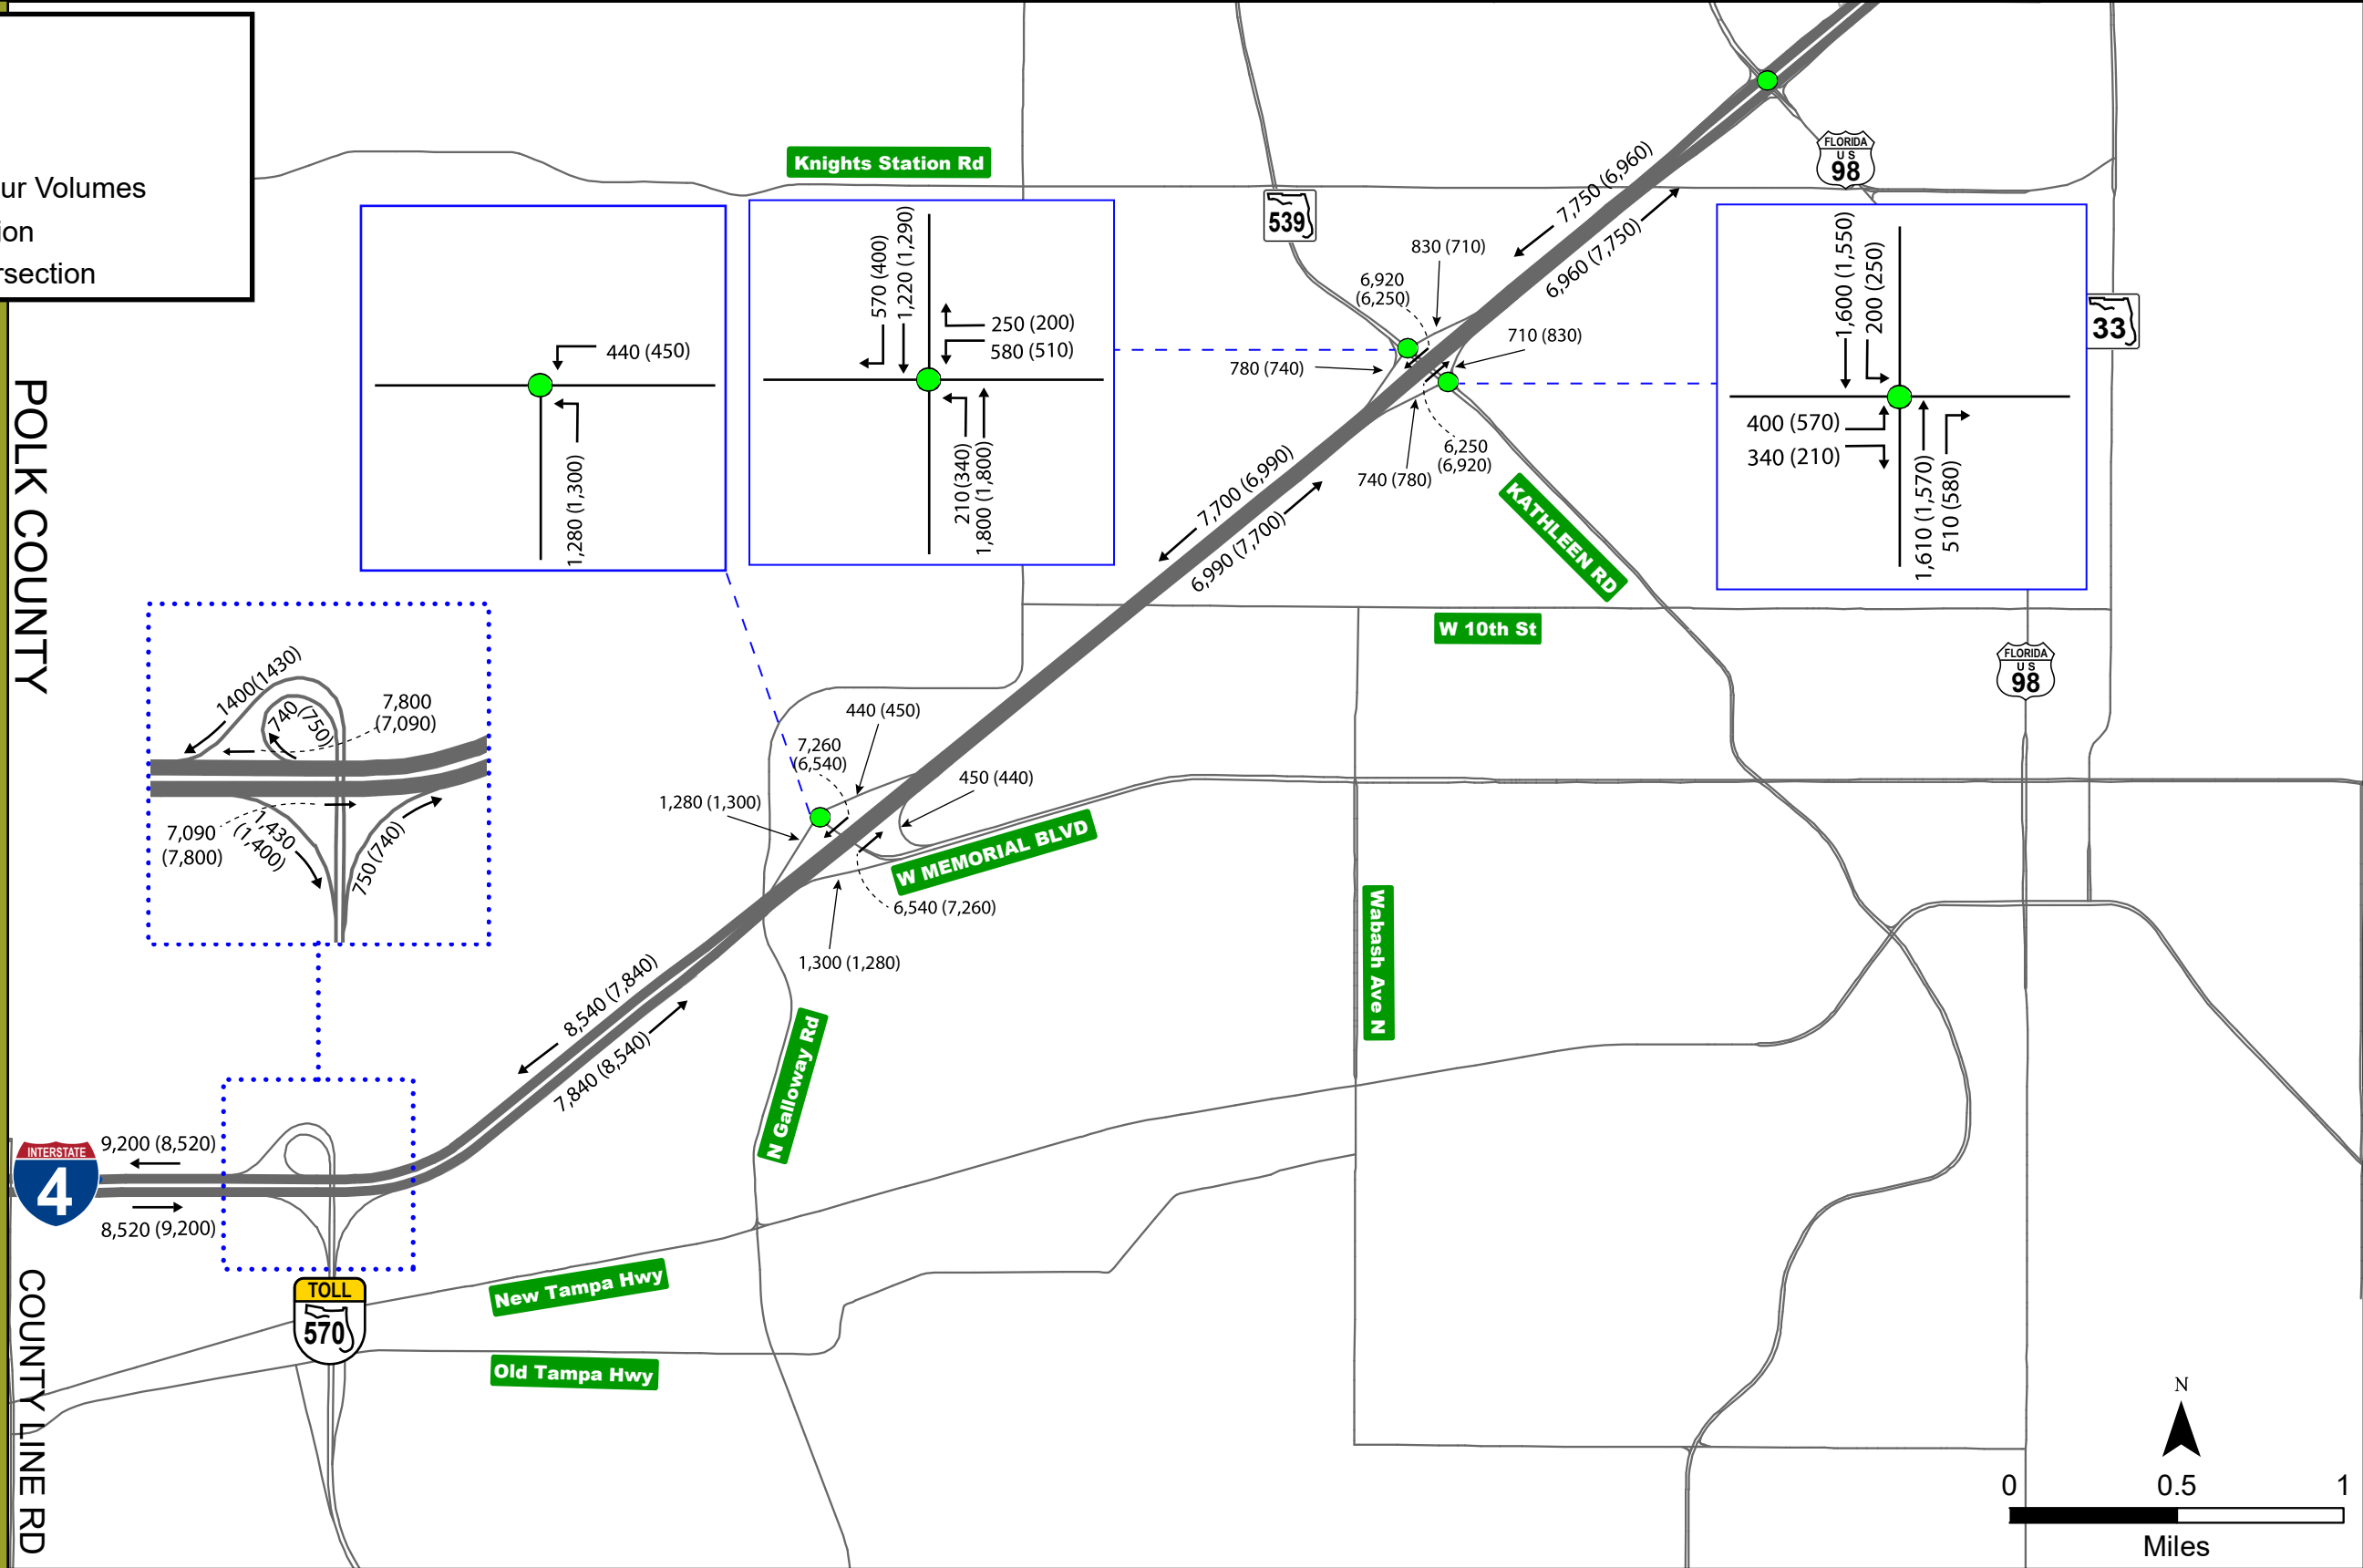 ur Volumes
ion
rsection
POLK COUNTY
COUNTY LINE RD
Knights Station Rd
539
FLORIDA
US
98
33
7,750 (6,960)
6,960 (7,750)
830 (710)
6,920
(6,250)
710 (830)
780 (740)
6,250
(6,920)
740 (780)
440 (450)
1,280 (1,300)
570 (400)
1,220 (1,290)
250 (200)
580 (510)
210 (340)
1,800 (1,800)
1,600 (1,550)
200 (250)
400 (570)
340 (210)
1,610 (1,570)
510 (580)
7,700 (6,990)
6,990 (7,700)
KATHLEEN RD
W 10th St
FLORIDA
US
98
1400(1430)
740
(750)
7,800
(7,090)
7,090
(7,800)
1,430
(1,400)
750 (740)
440 (450)
7,260
(6,540)
450 (440)
1,280 (1,300)
W MEMORIAL BLVD
6,540 (7,260)
1,300 (1,280)
Wabash Ave N
8,540 (7,840)
7,840 (8,540)
N Galloway Rd
9,200 (8,520)
INTERSTATE
4
8,520 (9,200)
TOLL
570
New Tampa Hwy
Old Tampa Hwy
N
0 0.5 1
Miles